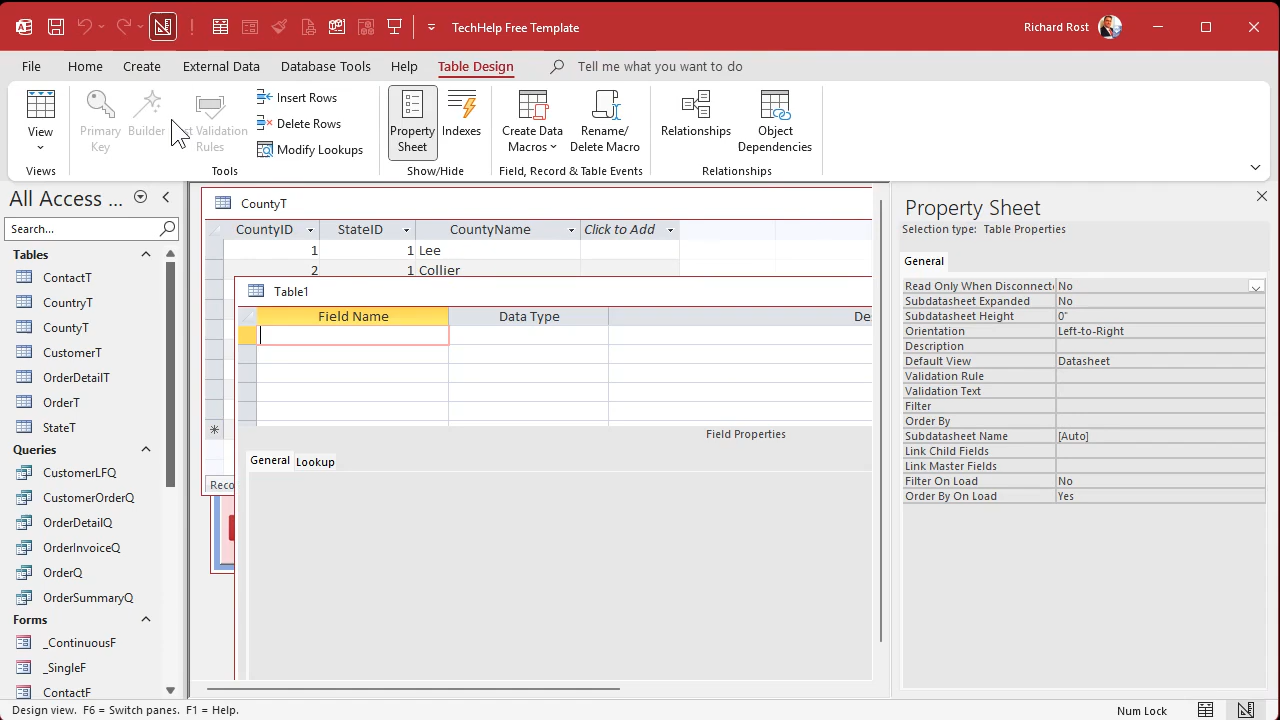 TechHelp Free Template
Richard Rost
File
Home
Create
External Data
Database Tools
Help
Table Design
Tell me what you want to do
View
Primary Key
Builder
t Validation Rules
Insert Rows
Delete Rows
Modify Lookups
Property Sheet
Indexes
Create Data Macros
Rename/ Delete Macro
Relationships
Object Dependencies
Views
Tools
Show/Hide
Field, Record & Table Events
Relationships
All Access ...
Search...
Tables
ContactT
CountryT
CountyT
CustomerT
OrderDetailT
OrderT
StateT
Queries
CustomerLFQ
CustomerOrderQ
OrderDetailQ
OrderInvoiceQ
OrderQ
OrderSummaryQ
Forms
_ContinuousF
_SingleF
ContactF
CountyT
CountyID StateID CountyName Click to Add
1 1 Lee
2 1 Collier
Reco
Table1
Field Name Data Type De
Field Properties
General Lookup
Property Sheet
Selection type: Table Properties
General
Read Only When Disconnect No
Subdatasheet Expanded No
Subdatasheet Height 0"
Orientation Left-to-Right
Description
Default View Datasheet
Validation Rule
Validation Text
Filter
Order By
Subdatasheet Name [Auto]
Link Child Fields
Link Master Fields
Filter On Load No
Order By On Load Yes
Design view. F6 = Switch panes. F1 = Help.
Num Lock